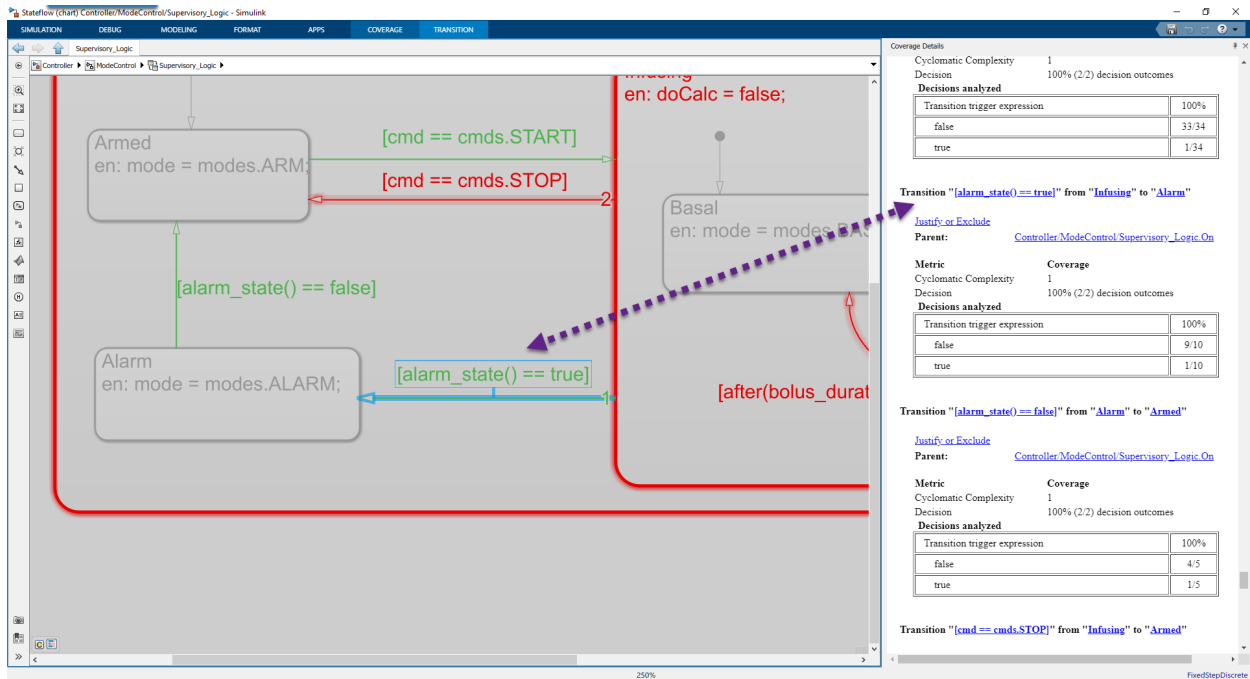 Stateflow (chart) Controller/ModeControl/Supervisory_Logic - Simulink
SIMULATION DEBUG MODELING FORMAT APPS COVERAGE TRANSITION
Supervisory_Logic
Controller ModeControl Supervisory_Logic
Infusing
en: doCalc = false;
Armed
en: mode = modes.ARM;
[cmd == cmds.START]
[cmd == cmds.STOP]
2
Basal
en: mode = modes.BAS
[alarm_state() == false]
Alarm
en: mode = modes.ALARM;
[alarm_state() == true]
1
[after(bolus_durat
250%
Coverage Details
Cyclomatic Complexity 1
Decision 100% (2/2) decision outcomes
Decisions analyzed
Transition trigger expression 100%
false 33/34
true 1/34
Transition "[alarm_state() == true]" from "Infusing" to "Alarm"
Justify or Exclude
Parent: Controller/ModeControl/Supervisory_Logic.On
Metric Coverage
Cyclomatic Complexity 1
Decision 100% (2/2) decision outcomes
Decisions analyzed
Transition trigger expression 100%
false 9/10
true 1/10
Transition "[alarm_state() == false]" from "Alarm" to "Armed"
Justify or Exclude
Parent: Controller/ModeControl/Supervisory_Logic.On
Metric Coverage
Cyclomatic Complexity 1
Decision 100% (2/2) decision outcomes
Decisions analyzed
Transition trigger expression 100%
false 4/5
true 1/5
Transition "[cmd == cmds.STOP]" from "Infusing" to "Armed"
FixedStepDiscrete